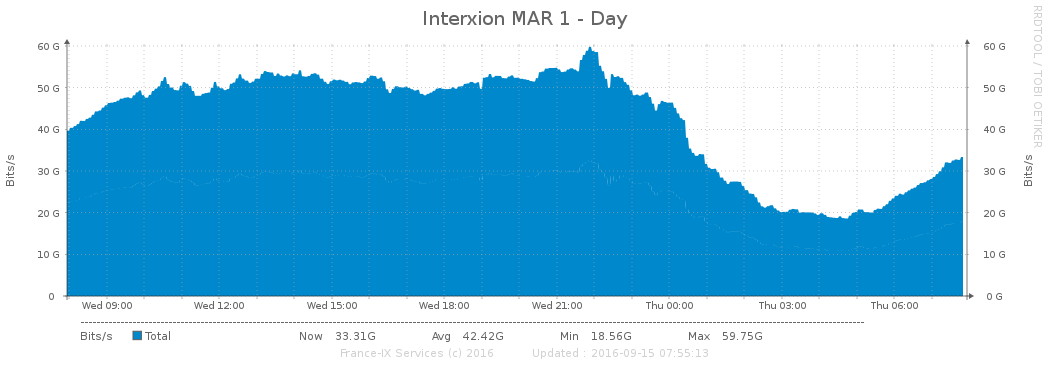 Interxion MAR 1 - Day
RRDTOOL / TOBI OETIKER
Bits/s
Bits/s
60 G 60 G
50 G 50 G
40 G 40 G
30 G 30 G
20 G 20 G
10 G 10 G
0 0 G
Wed 09:00 Wed 12:00 Wed 15:00 Wed 18:00 Wed 21:00 Thu 00:00 Thu 03:00 Thu 06:00
Bits/s Total Now 33.31G Avg 42.42G Min 18.56G Max 59.75G
France-IX Services (c) 2016 Updated : 2016-09-15 07:55:13